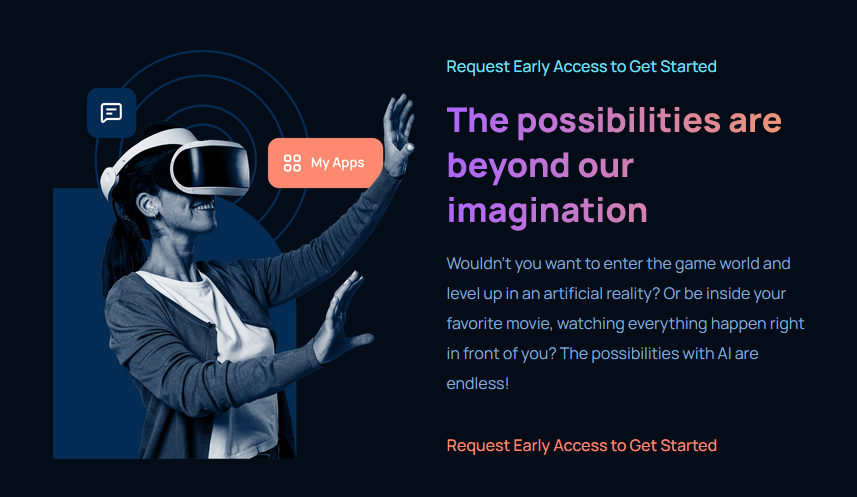 My Apps
Request Early Access to Get Started
The possibilities are
beyond our
imagination
Wouldn't you want to enter the game world and
level up in an artificial reality? Or be inside your
favorite movie, watching everything happen right
in front of you? The possibilities with AI are
endless!
Request Early Access to Get Started